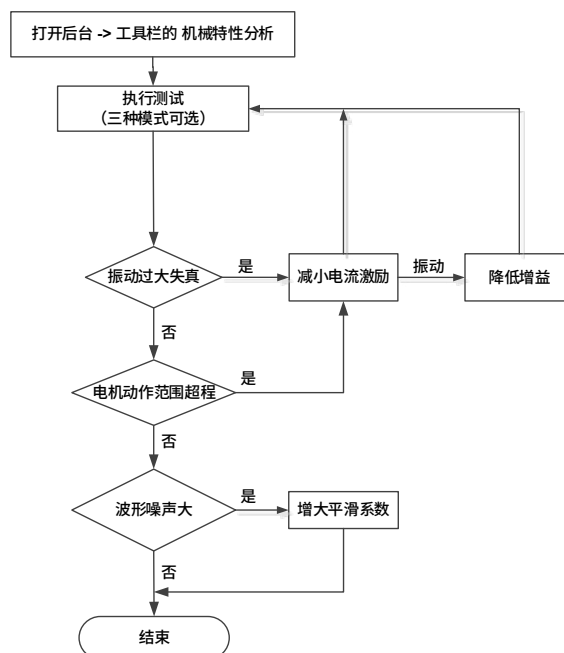 打开后台 -> 工具栏的 机械特性分析
执行测试
（三种模式可选）
振动过大失真
是
减小电流激励
振动
降低增益
否
电机动作范围超程
是
否
波形噪声大
是
增大平滑系数
否
结束